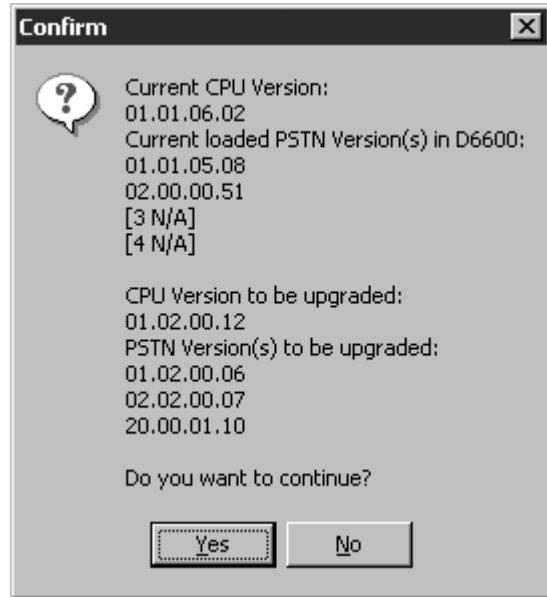 Confirm
Current CPU Version:
01.01.06.02
Current loaded PSTN Version(s) in D6600:
01.01.05.08
02.00.00.51
[3 N/A]
[4 N/A]
CPU Version to be upgraded:
01.02.00.12
PSTN Version(s) to be upgraded:
01.02.00.06
02.02.00.07
20.00.01.10
Do you want to continue?
Yes
No